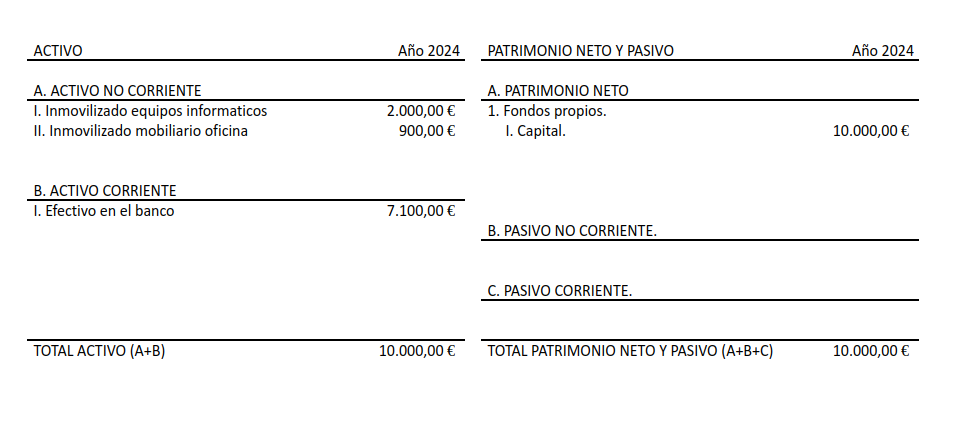 ACTIVO Año 2024
A. ACTIVO NO CORRIENTE
I. Inmovilizado equipos informaticos 2.000,00 €
II. Inmovilizado mobiliario oficina 900,00 €
B. ACTIVO CORRIENTE
I. Efectivo en el banco 7.100,00 €
TOTAL ACTIVO (A+B) 10.000,00 €
PATRIMONIO NETO Y PASIVO Año 2024
A. PATRIMONIO NETO
1. Fondos propios.
I. Capital. 10.000,00 €
B. PASIVO NO CORRIENTE.
C. PASIVO CORRIENTE.
TOTAL PATRIMONIO NETO Y PASIVO (A+B+C) 10.000,00 €